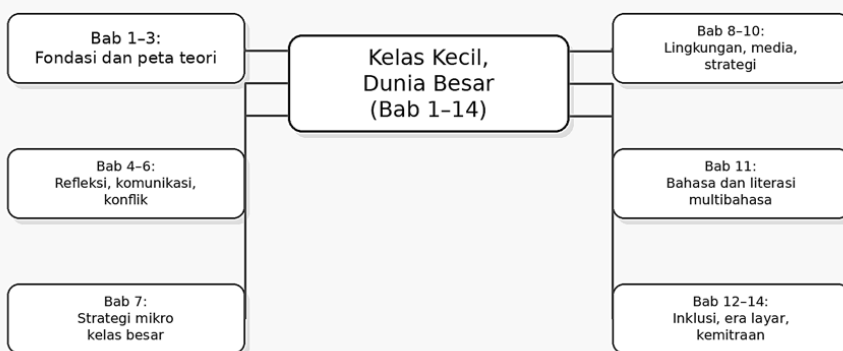 Bab 1–3:
Fondasi dan peta teori
Kelas Kecil,
Dunia Besar
(Bab 1–14)
Bab 8–10:
Lingkungan, media,
strategi
Bab 4–6:
Refleksi, komunikasi,
konflik
Bab 11:
Bahasa dan literasi
multibahasa
Bab 7:
Strategi mikro
kelas besar
Bab 12–14:
Inklusi, era layar,
kemitraan